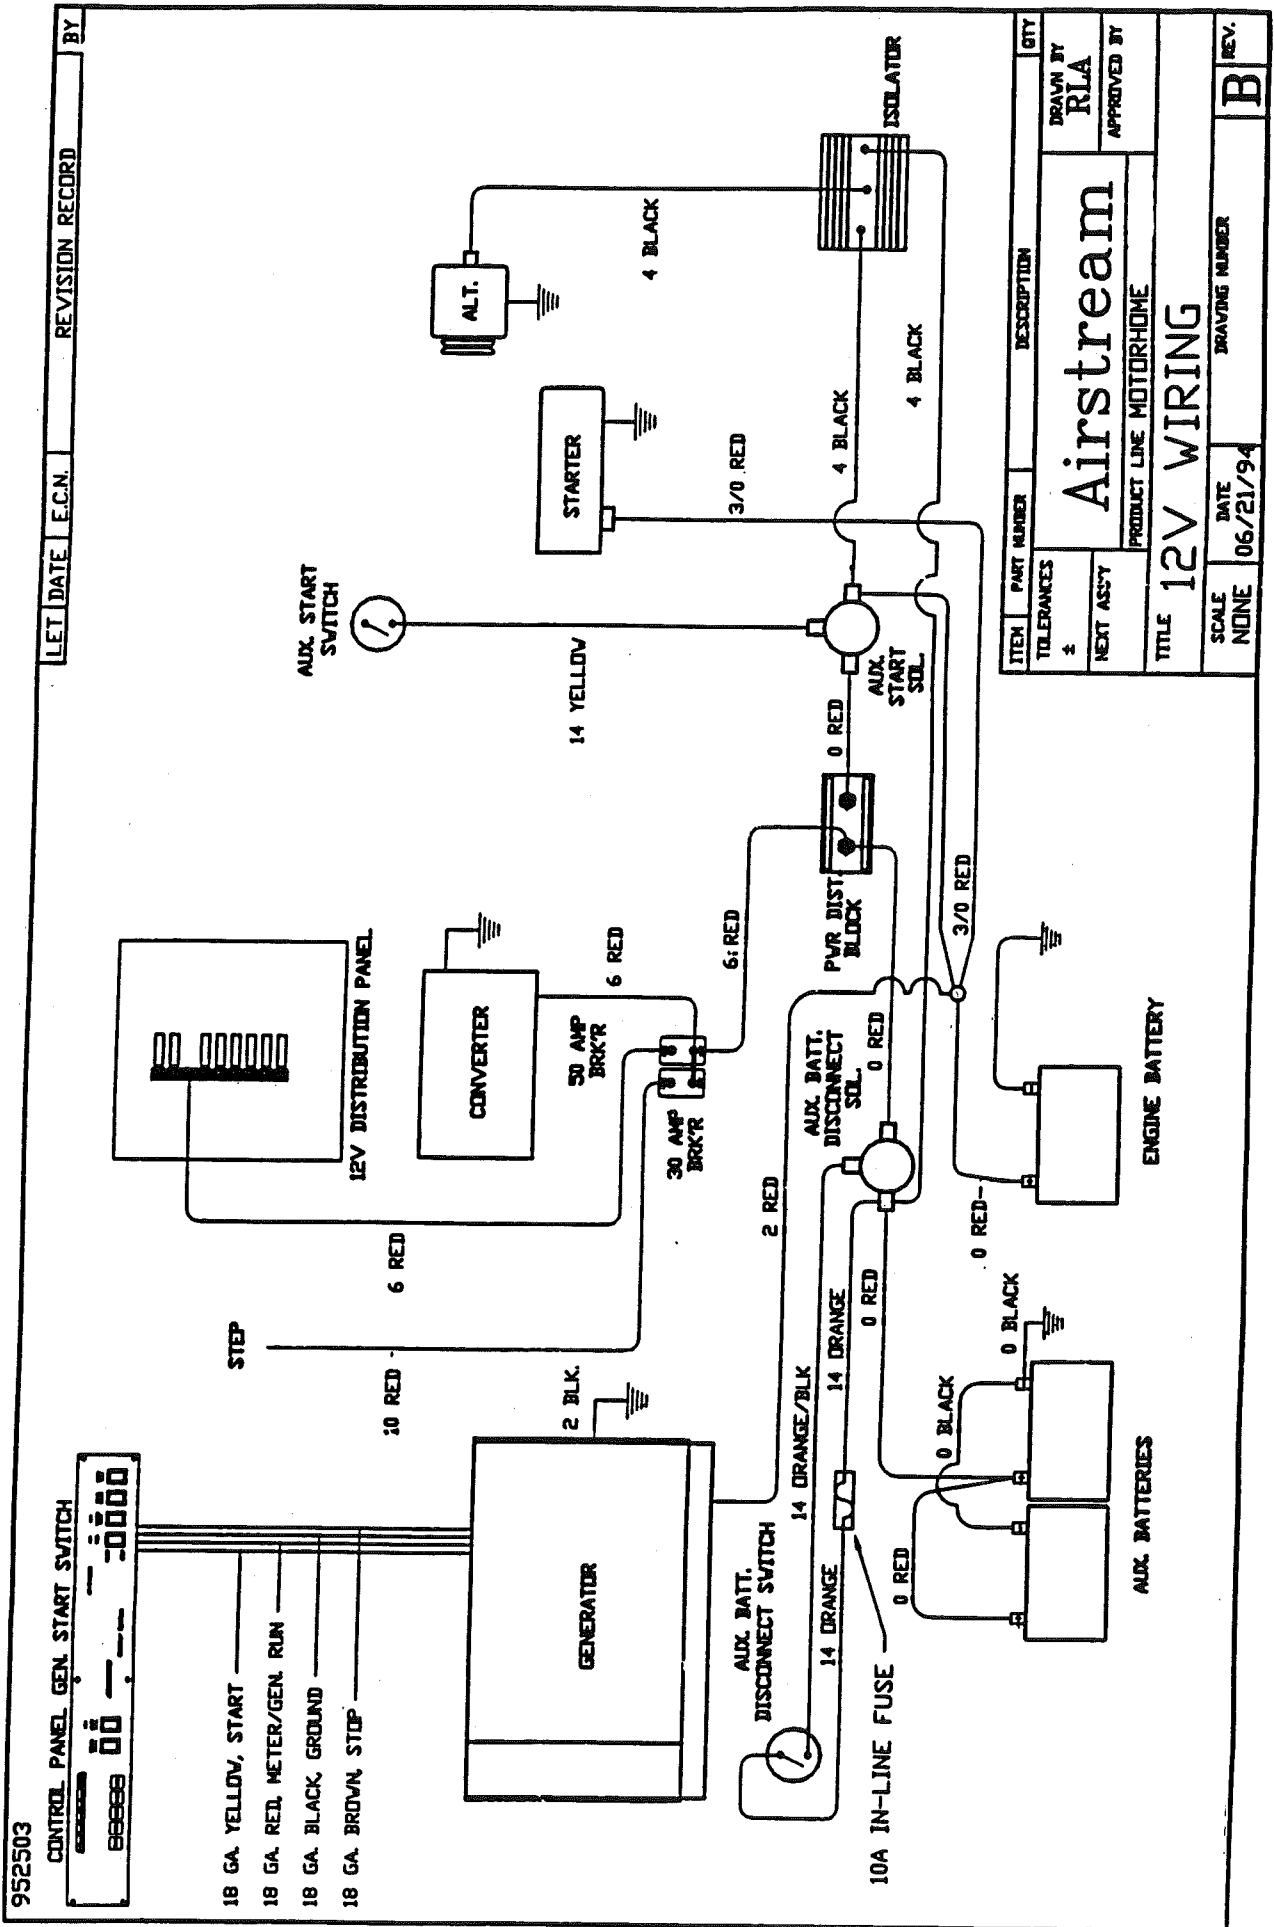 952503
CONTROL PANEL GEN. START SWITCH
88888
18 GA. YELLOW, START
18 GA. RED, METER/GEN. RUN
18 GA. BLACK, GROUND
18 GA. BROWN, STOP
GENERATOR
2 BLK.
STEP
10 RED
6 RED
12V DISTRIBUTION PANEL
CONVERTER
6 RED
50 AMP
BRK'R
30 AMP
BRK'R
6 RED
AUX. START
SWITCH
14 YELLOW
STARTER
ALT.
4 BLACK
3/0 RED
ISOLATOR
4 BLACK
4 BLACK
AUX.
START
SOL.
0 RED
PWR DIST.
BLOCK
3/0 RED
AUX. BATT.
DISCONNECT
SOL.
0 RED
2 RED
AUX. BATT.
DISCONNECT SWITCH
14 ORANGE/BLK
14 ORANGE
14 ORANGE
10A IN-LINE FUSE
0 RED
0 RED
0 BLACK
0 BLACK
AUX. BATTERIES
0 RED
ENGINE BATTERY
LET DATE E.C.N. REVISION RECORD BY
ITEM PART NUMBER DESCRIPTION QTY
TOLERANCES
±
NEXT ASS'Y
Airstream
PRODUCT LINE MOTORHOME
DRAWN BY
RLA
APPROVED BY
TITLE 12V WIRING
SCALE
NONE
DATE
06/21/94
DRAWING NUMBER
B
REV.